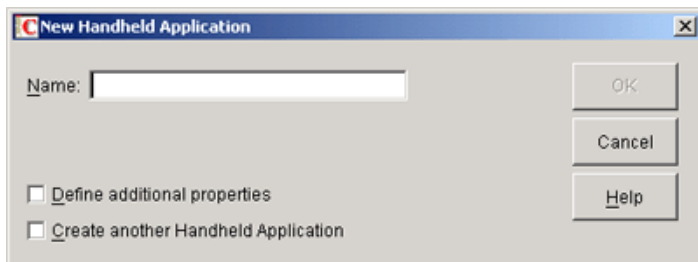 C New Handheld Application
Name:
OK
Cancel
Define additional properties
Help
Create another Handheld Application